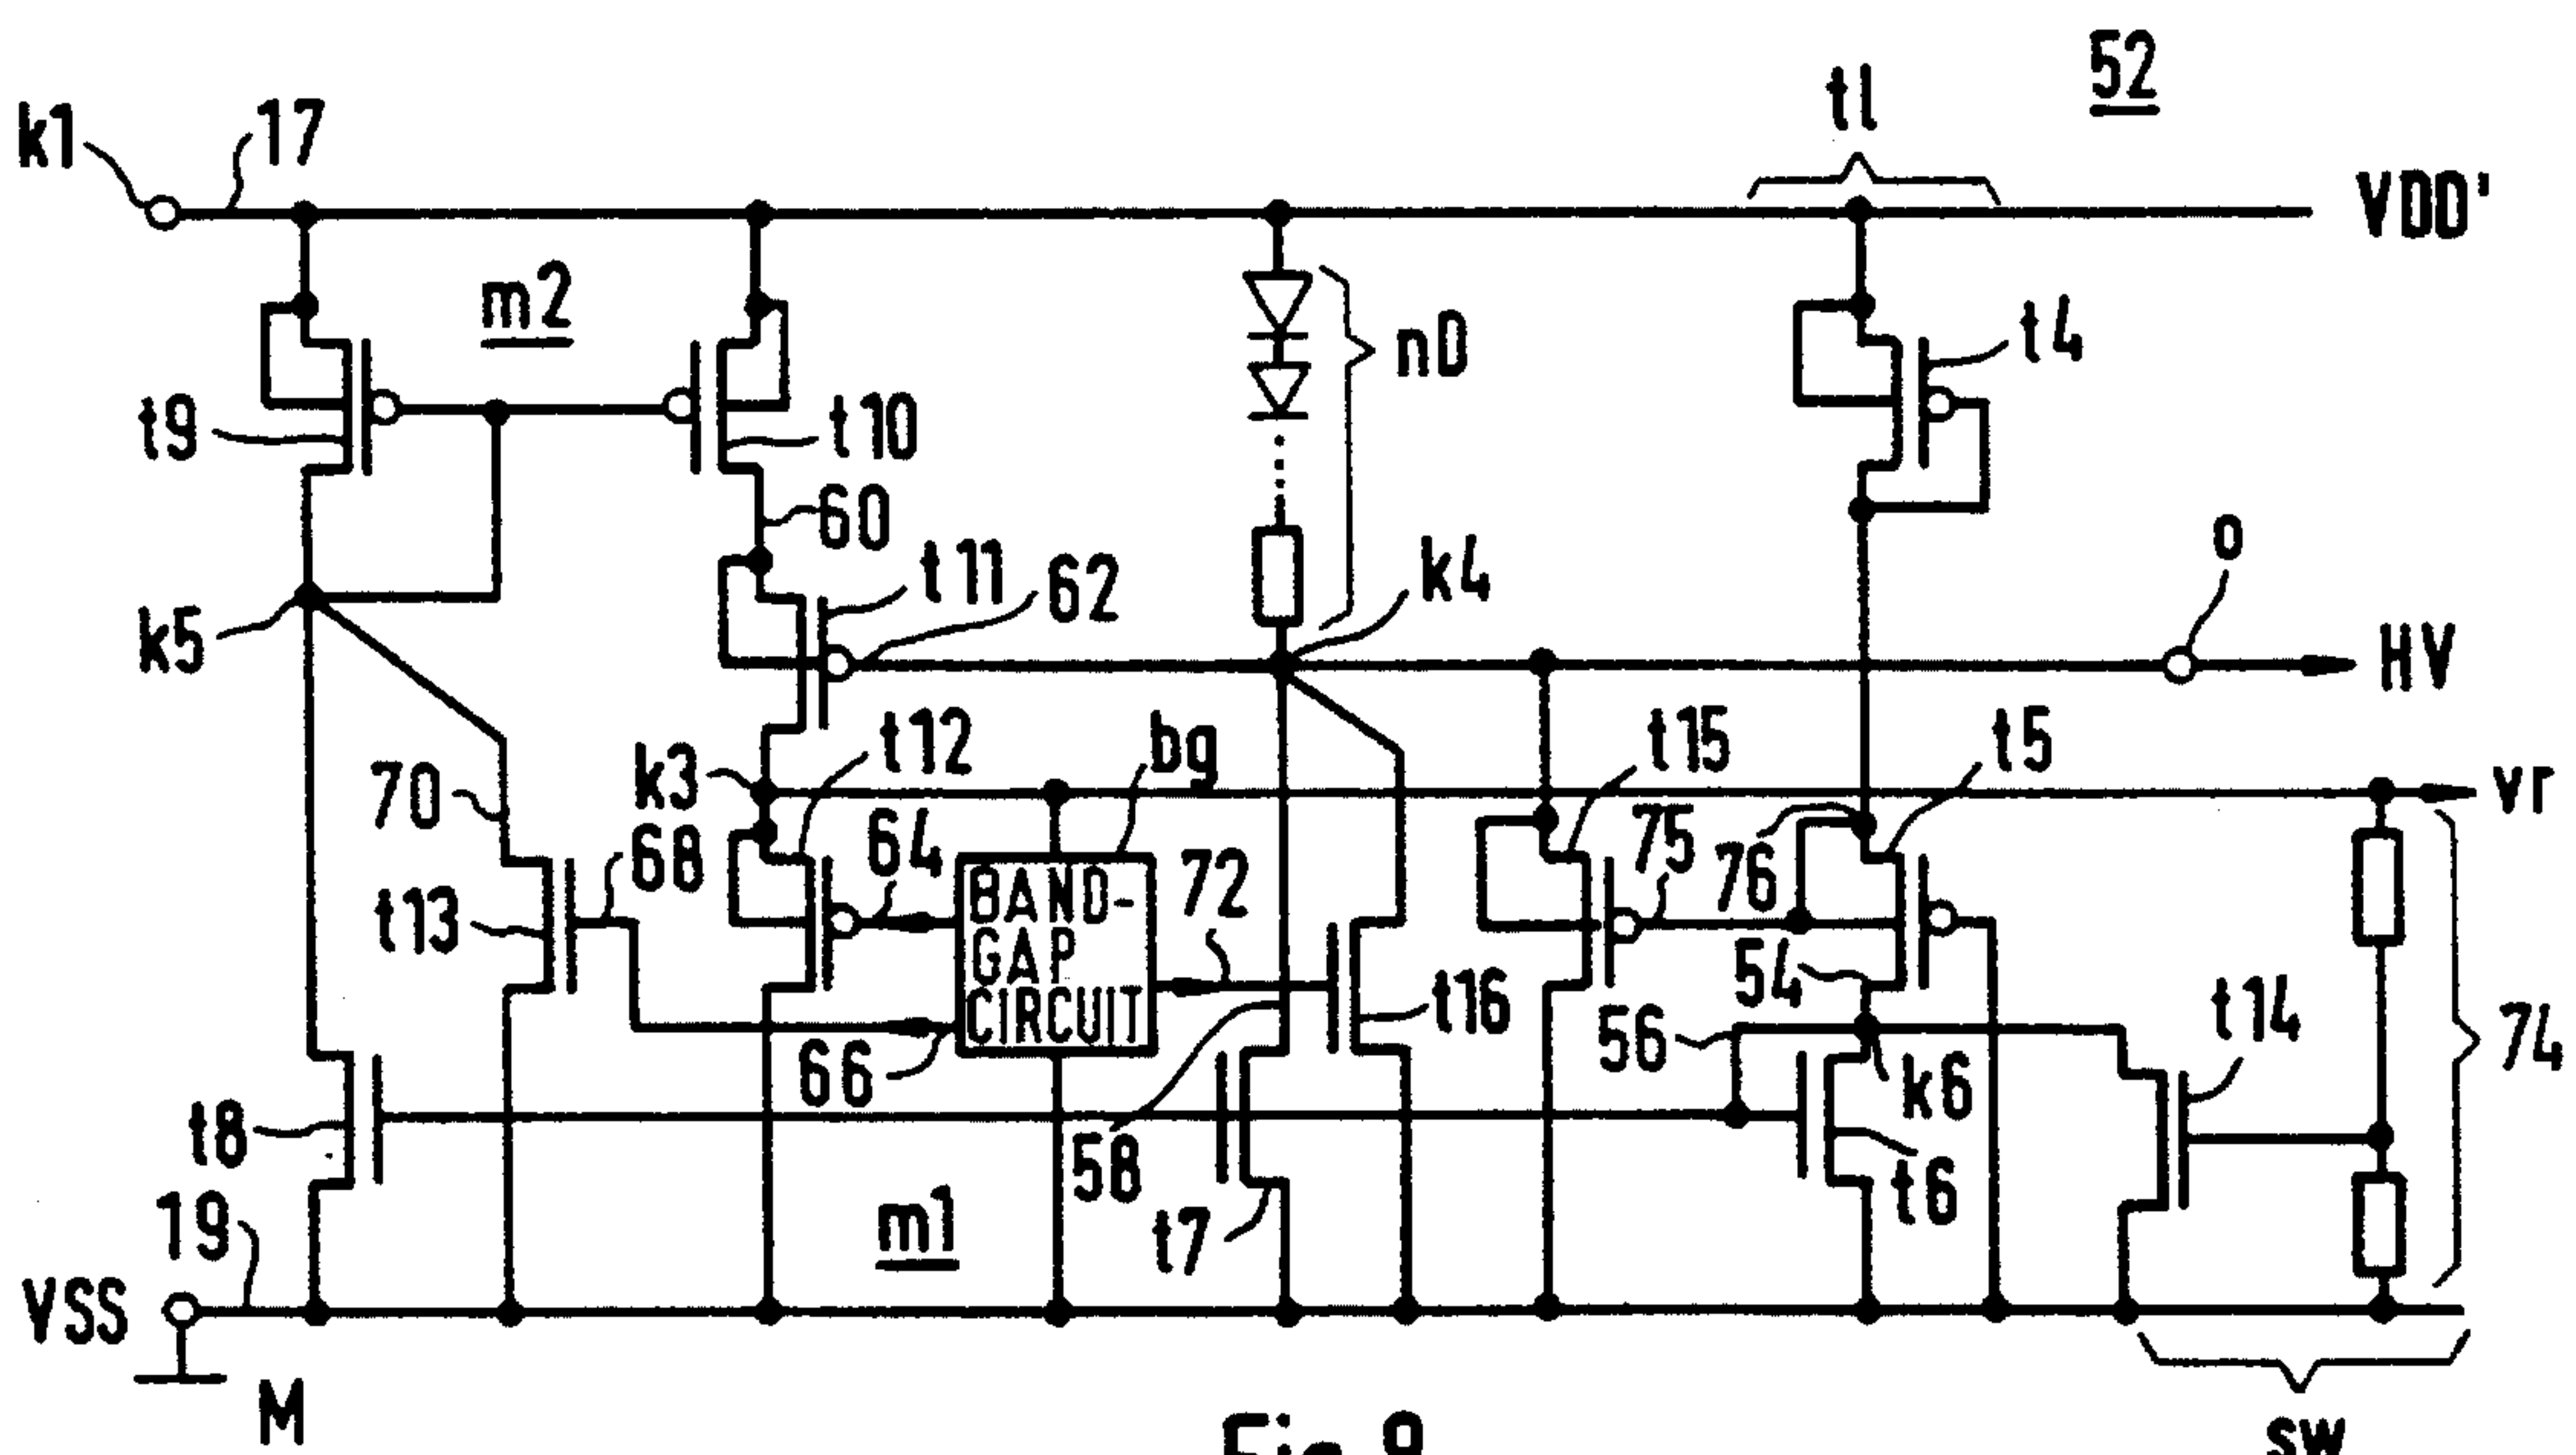 52
tl
k1
17
VDD'
m2
nD
t4
t9
t10
60
o
t11
62
k4
k5
HV
t12
bg
t15
t5
k3
vr
70
64
75
68
72
76
BAND-
GAP
CIRCUIT
t13
54
t16
56
t14
66
k6
74
t8
58
t6
19
m1
t7
VSS
M